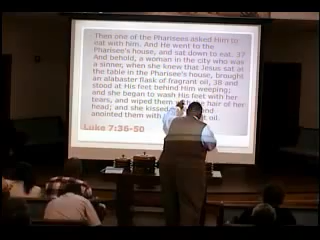 Then one of the Pharisees asked Him to
eat with him. And He went to the
Pharisee's house, and sat down to eat. 37
And behold, a woman in the city who was
a sinner, when she knew that Jesus sat at
the table in the Pharisee's house, brought
an alabaster flask of fragrant oil, 38 and
stood at His feet behind Him weeping;
and she began to wash His feet with her
tears, and wiped them hair of her
head; and she kissed and
anointed them with oil.
Luke 7:36-50